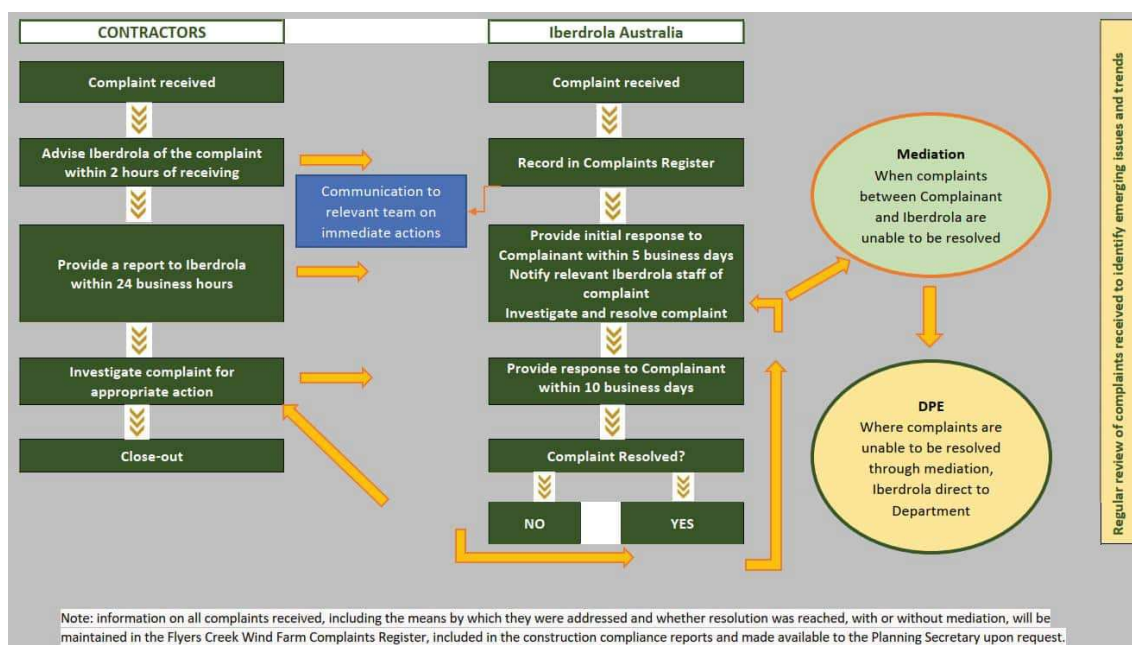 CONTRACTORS
Complaint received
Advise Iberdrola of the complaint
within 2 hours of receiving
Provide a report to Iberdrola
within 24 business hours
Investigate complaint for
appropriate action
Close-out
Communication to
relevant team on
immediate actions
Iberdrola Australia
Complaint received
Record in Complaints Register
Provide initial response to
Complainant within 5 business days
Notify relevant Iberdrola staff of
complaint
Investigate and resolve complaint
Provide response to Complainant
within 10 business days
Complaint Resolved?
NO
YES
Mediation
When complaints
between Complainant
and Iberdrola are
unable to be resolved
DPE
Where complaints are
unable to be resolved
through mediation,
Iberdrola direct to
Department
Regular review of complaints received to identify emerging issues and trends
Note: information on all complaints received, including the means by which they were addressed and whether resolution was reached, with or without mediation, will be
maintained in the Flyers Creek Wind Farm Complaints Register, included in the construction compliance reports and made available to the Planning Secretary upon request.